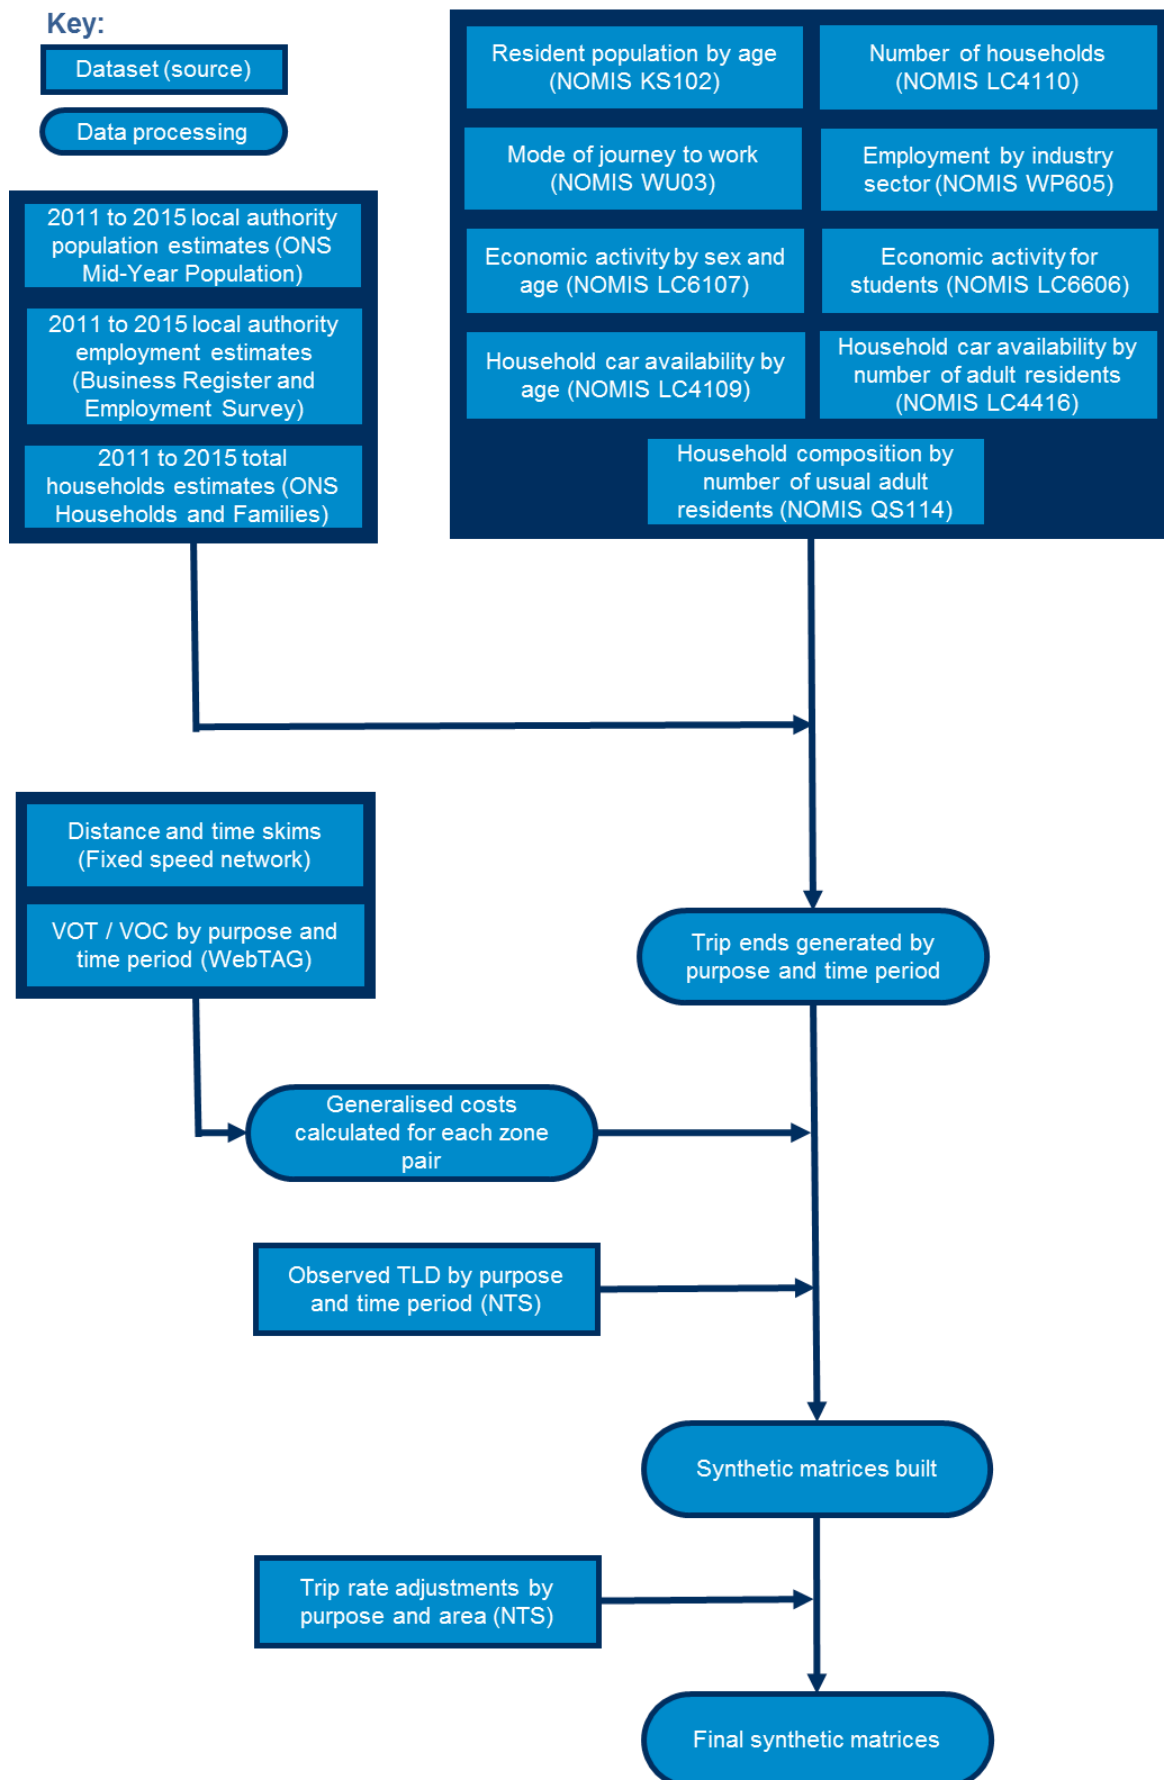 Key:
Dataset (source)
Data processing
2011 to 2015 local authority
population estimates (ONS
Mid-Year Population)
2011 to 2015 local authority
employment estimates
(Business Register and
Employment Survey)
2011 to 2015 total
households estimates (ONS
Households and Families)
Resident population by age
(NOMIS KS102)
Number of households
(NOMIS LC4110)
Mode of journey to work
(NOMIS WU03)
Employment by industry
sector (NOMIS WP605)
Economic activity by sex and
age (NOMIS LC6107)
Economic activity for
students (NOMIS LC6606)
Household car availability by
age (NOMIS LC4109)
Household car availability by
number of adult residents
(NOMIS LC4416)
Household composition by
number of usual adult
residents (NOMIS QS114)
Distance and time skims
(Fixed speed network)
VOT / VOC by purpose and
time period (WebTAG)
Trip ends generated by
purpose and time period
Generalised costs
calculated for each zone
pair
Observed TLD by purpose
and time period (NTS)
Synthetic matrices built
Trip rate adjustments by
purpose and area (NTS)
Final synthetic matrices